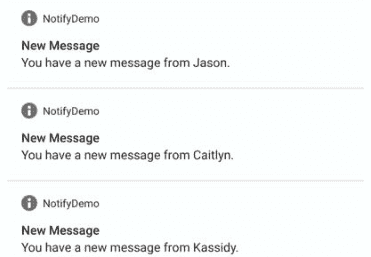 NotifyDemo
New Message
You have a new message from Jason.
NotifyDemo
New Message
You have a new message from Caitlyn.
NotifyDemo
New Message
You have a new message from Kassidy.